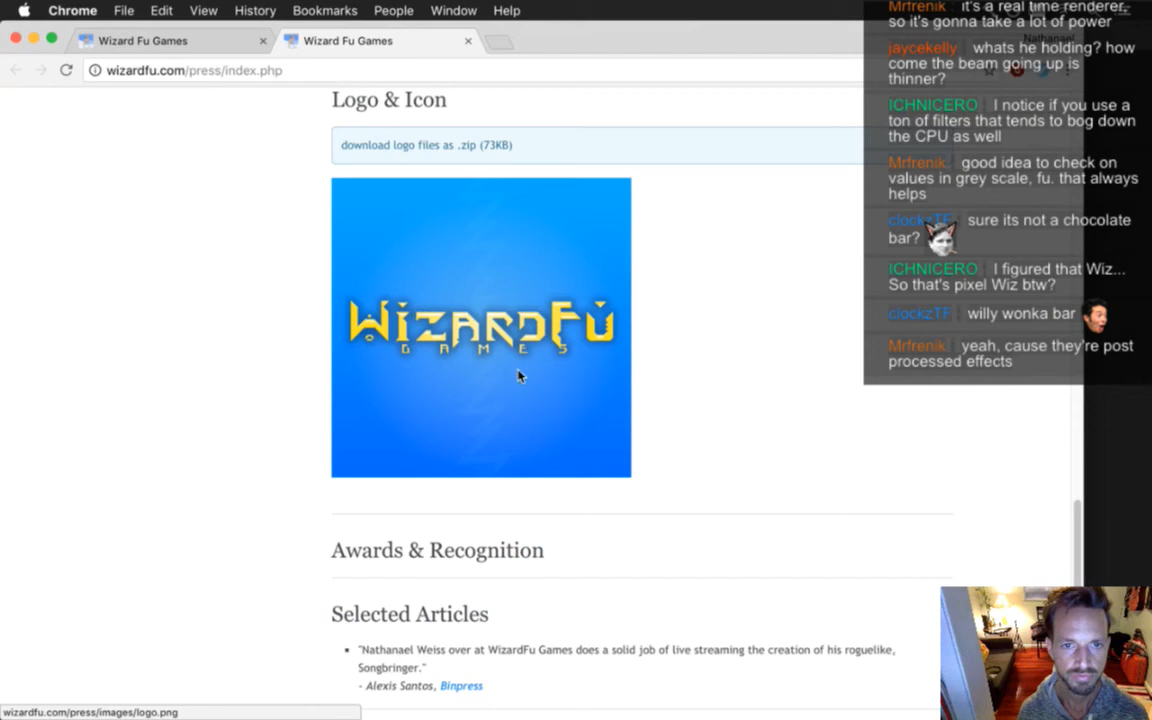 Chrome File Edit View History Bookmarks People Window Help
Wizard Fu Games
Wizard Fu Games
Nathanael
wizardfu.com/press/index.php
Logo & Icon
download logo files as .zip (73KB)
WizardFu
GAMES
Awards & Recognition
Selected Articles
"Nathanael Weiss over at WizardFu Games does a solid job of live streaming the creation of his roguelike,
Songbringer."
- Alexis Santos, Binpress
wizardfu.com/press/images/logo.png
Mrfrenik it's a real time renderer,
so it's gonna take a lot of power
jaycekelly whats he holding? how
come the beam going up is
thinner?
ICHNICERO I notice if you use a
ton of filters that tends to bog down
the CPU as well
Mrfrenik good idea to check on
values in grey scale, fu. that always
helps
clockzTF sure its not a chocolate
bar?
ICHNICERO I figured that Wiz...
So that's pixel Wiz btw?
clockzTF willy wonka bar
Mrfrenik yeah, cause they're post
processed effects